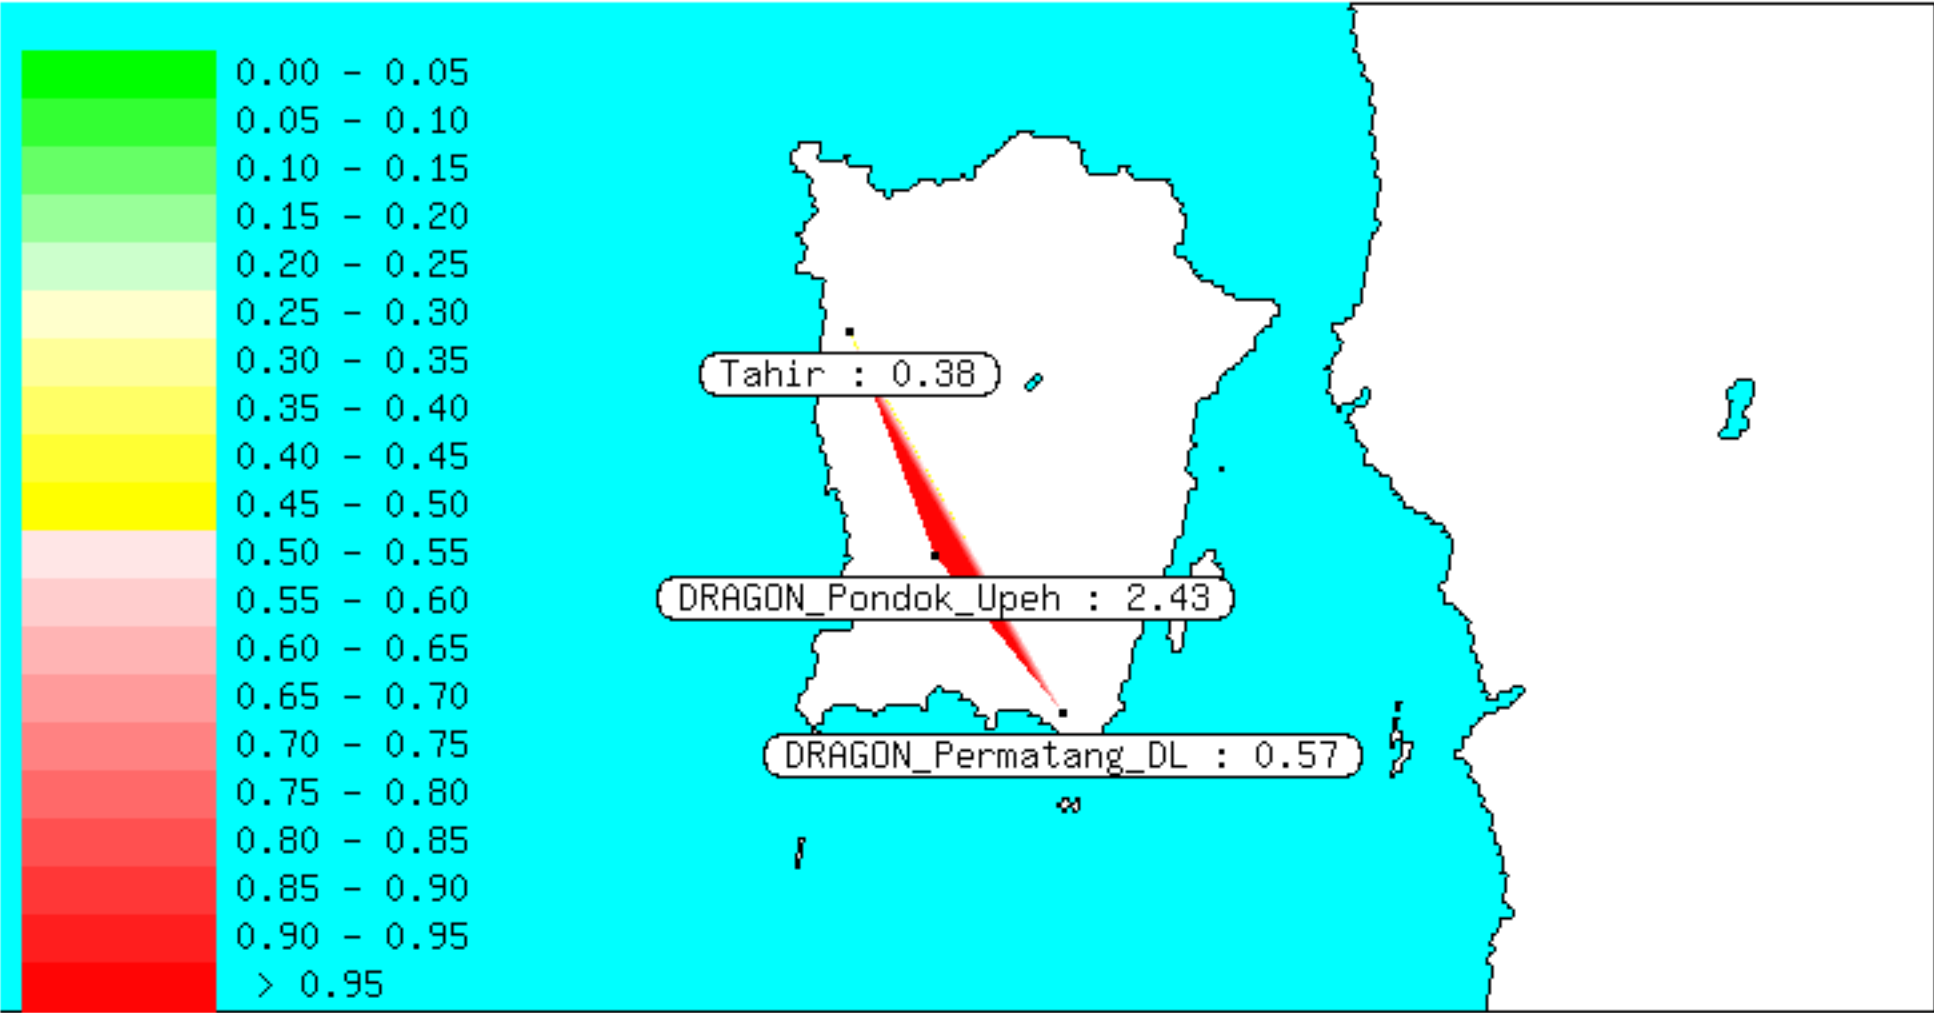 0.00 - 0.05
0.05 - 0.10
0.10 - 0.15
0.15 - 0.20
0.20 - 0.25
0.25 - 0.30
0.30 - 0.35
0.35 - 0.40
0.40 - 0.45
0.45 - 0.50
0.50 - 0.55
0.55 - 0.60
0.60 - 0.65
0.65 - 0.70
0.70 - 0.75
0.75 - 0.80
0.80 - 0.85
0.85 - 0.90
0.90 - 0.95
> 0.95
Tahir : 0.38
DRAGON_Pondok_Upeh : 2.43
DRAGON_Permatang_DL : 0.57